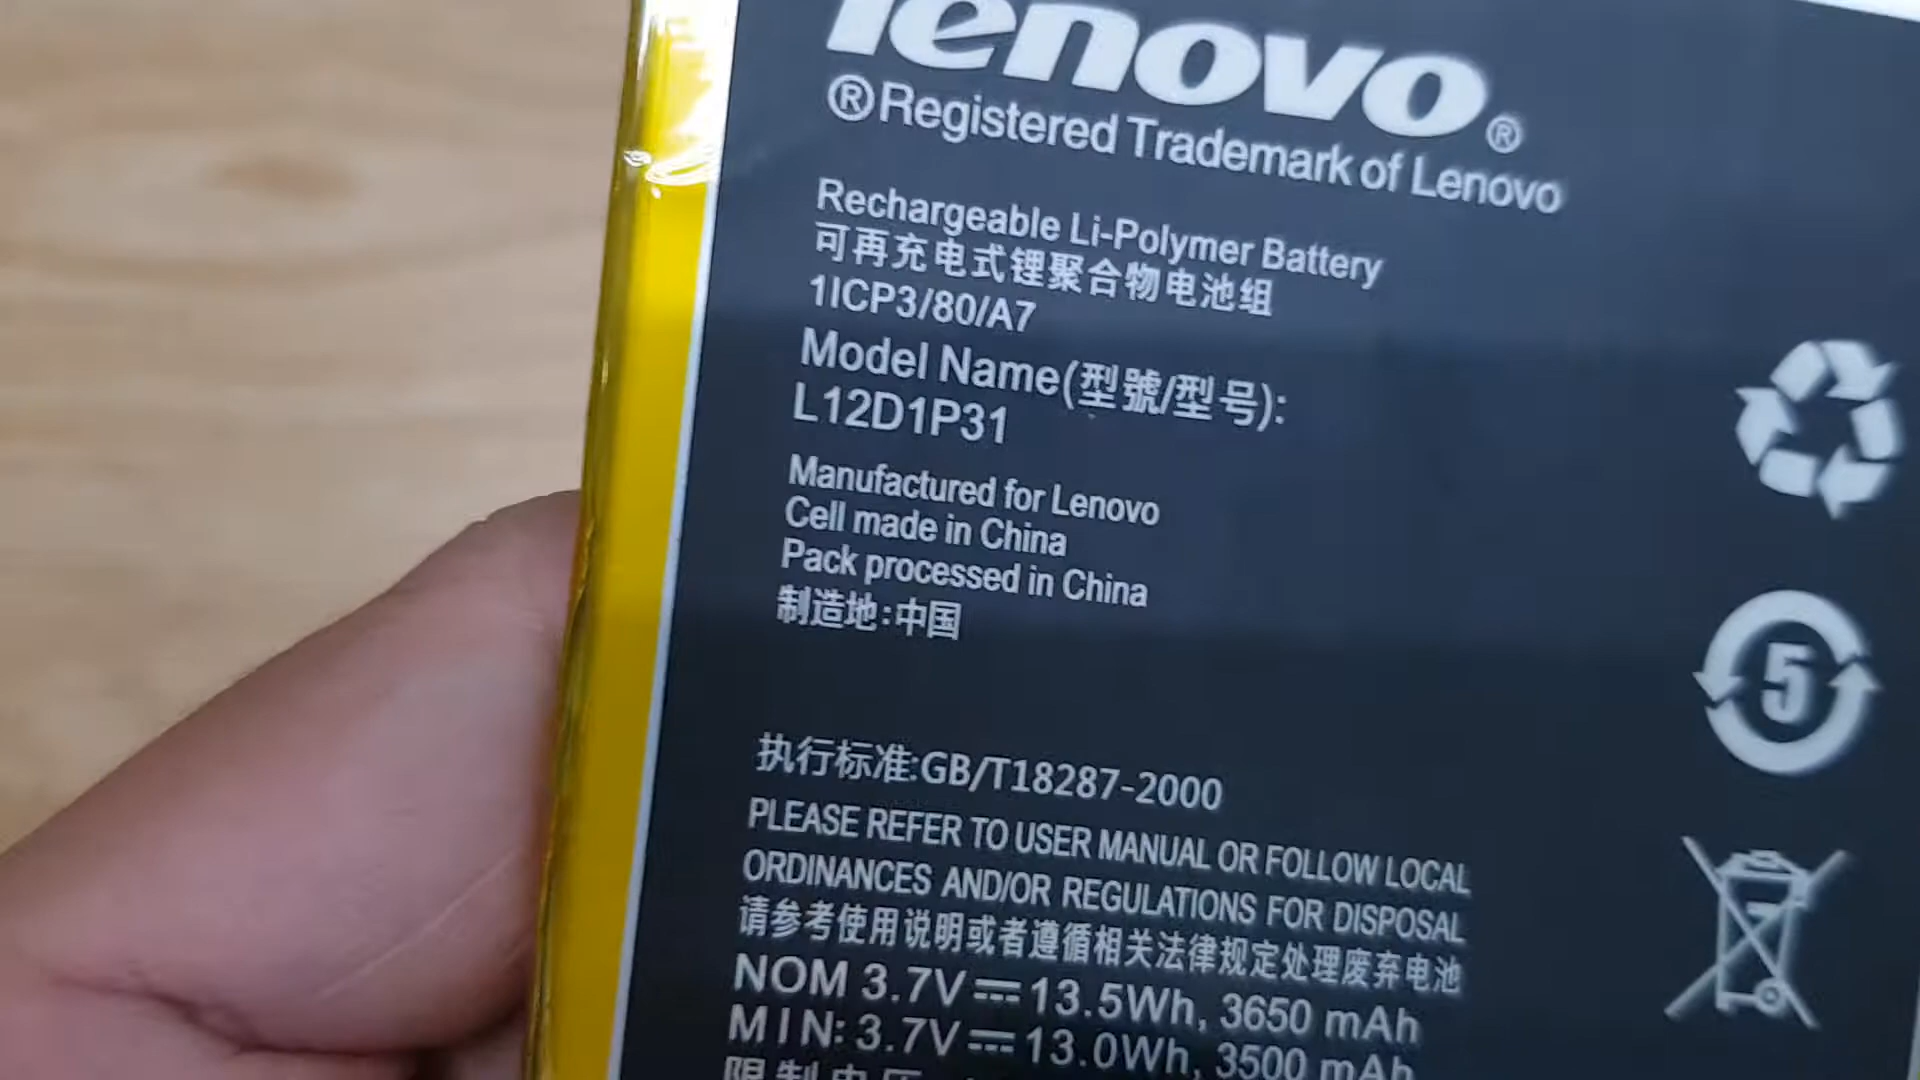 lenovo®
®Registered Trademark of Lenovo
Rechargeable Li-Polymer Battery
可再充电式锂聚合物电池组
1ICP3/80/A7
Model Name(型號/型号):
L12D1P31
Manufactured for Lenovo
Cell made in China
Pack processed in China
制造地:中国
5
执行标准:GB/T18287-2000
PLEASE REFER TO USER MANUAL OR FOLLOW LOCAL
ORDINANCES AND/OR REGULATIONS FOR DISPOSAL
请参考使用说明或者遵循相关法律规定处理废弃电池
NOM 3.7V⎓13.5Wh, 3650 mAh
MIN: 3.7V⎓13.0Wh, 3500 mAh